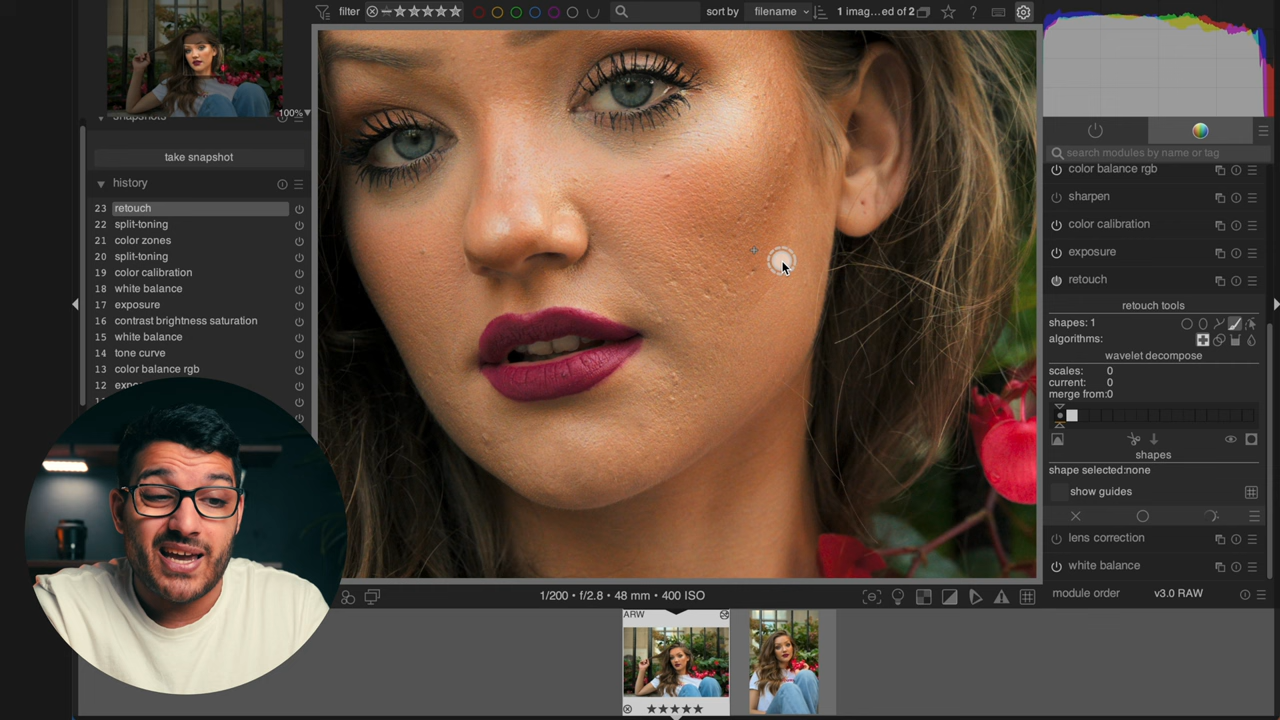 filter
sort by
filename
1 imag...ed of 2
100%
snapshots
take snapshot
history
23 retouch
22 split-toning
21 color zones
20 split-toning
19 color calibration
18 white balance
17 exposure
16 contrast brightness saturation
15 white balance
14 tone curve
13 color balance rgb
12
search modules by name or tag
color balance rgb
sharpen
color calibration
exposure
retouch
retouch tools
shapes: 1
algorithms:
wavelet decompose
scales: 0
current: 0
merge from:0
shapes
shape selected:none
show guides
lens correction
white balance
module order v3.0 RAW
1/200 • f/2.8 • 48 mm • 400 ISO
ARW